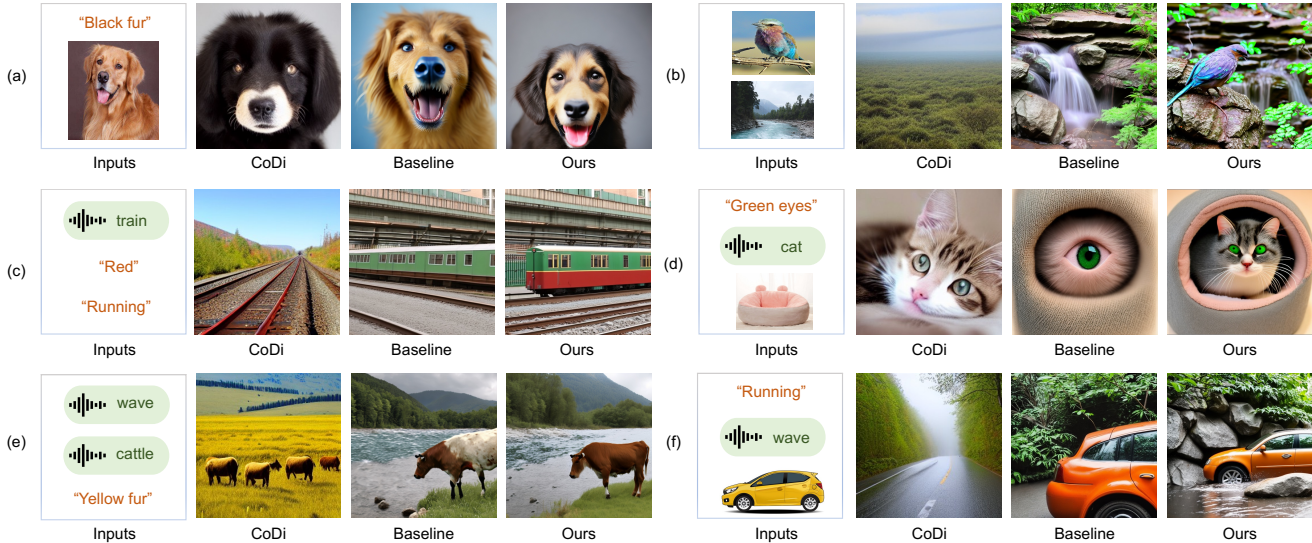 (a)
“Black fur”
Inputs
CoDi
Baseline
Ours
(b)
Inputs
CoDi
Baseline
Ours
(c)
train
“Red”
“Running”
Inputs
CoDi
Baseline
Ours
(d)
“Green eyes”
cat
Inputs
CoDi
Baseline
Ours
(e)
wave
cattle
“Yellow fur”
Inputs
CoDi
Baseline
Ours
(f)
“Running”
wave
Inputs
CoDi
Baseline
Ours